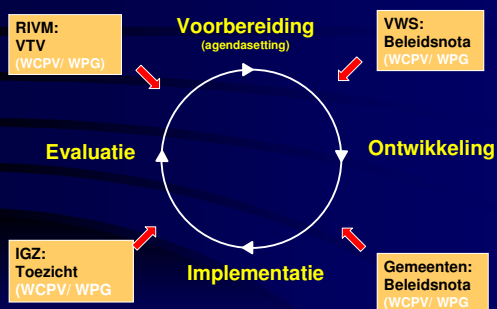 RIVM:
VTV
(WCPV/ WPG)
Voorbereiding
(agendasetting)
VWS:
Beleidsnota
(WCPV/ WPG
Evaluatie
Ontwikkeling
IGZ:
Toezicht
(WCPV/ WPG
Implementatie
Gemeenten:
Beleidsnota
(WCPV/ WPG